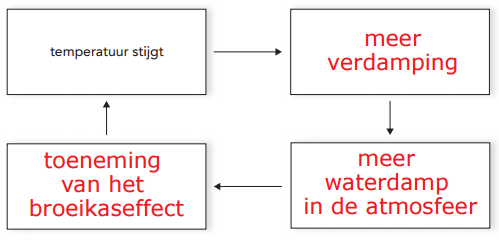 temperatuur stijgt
meer
verdamping
meer
waterdamp
in de atmosfeer
toeneming
van het
broeikaseffect